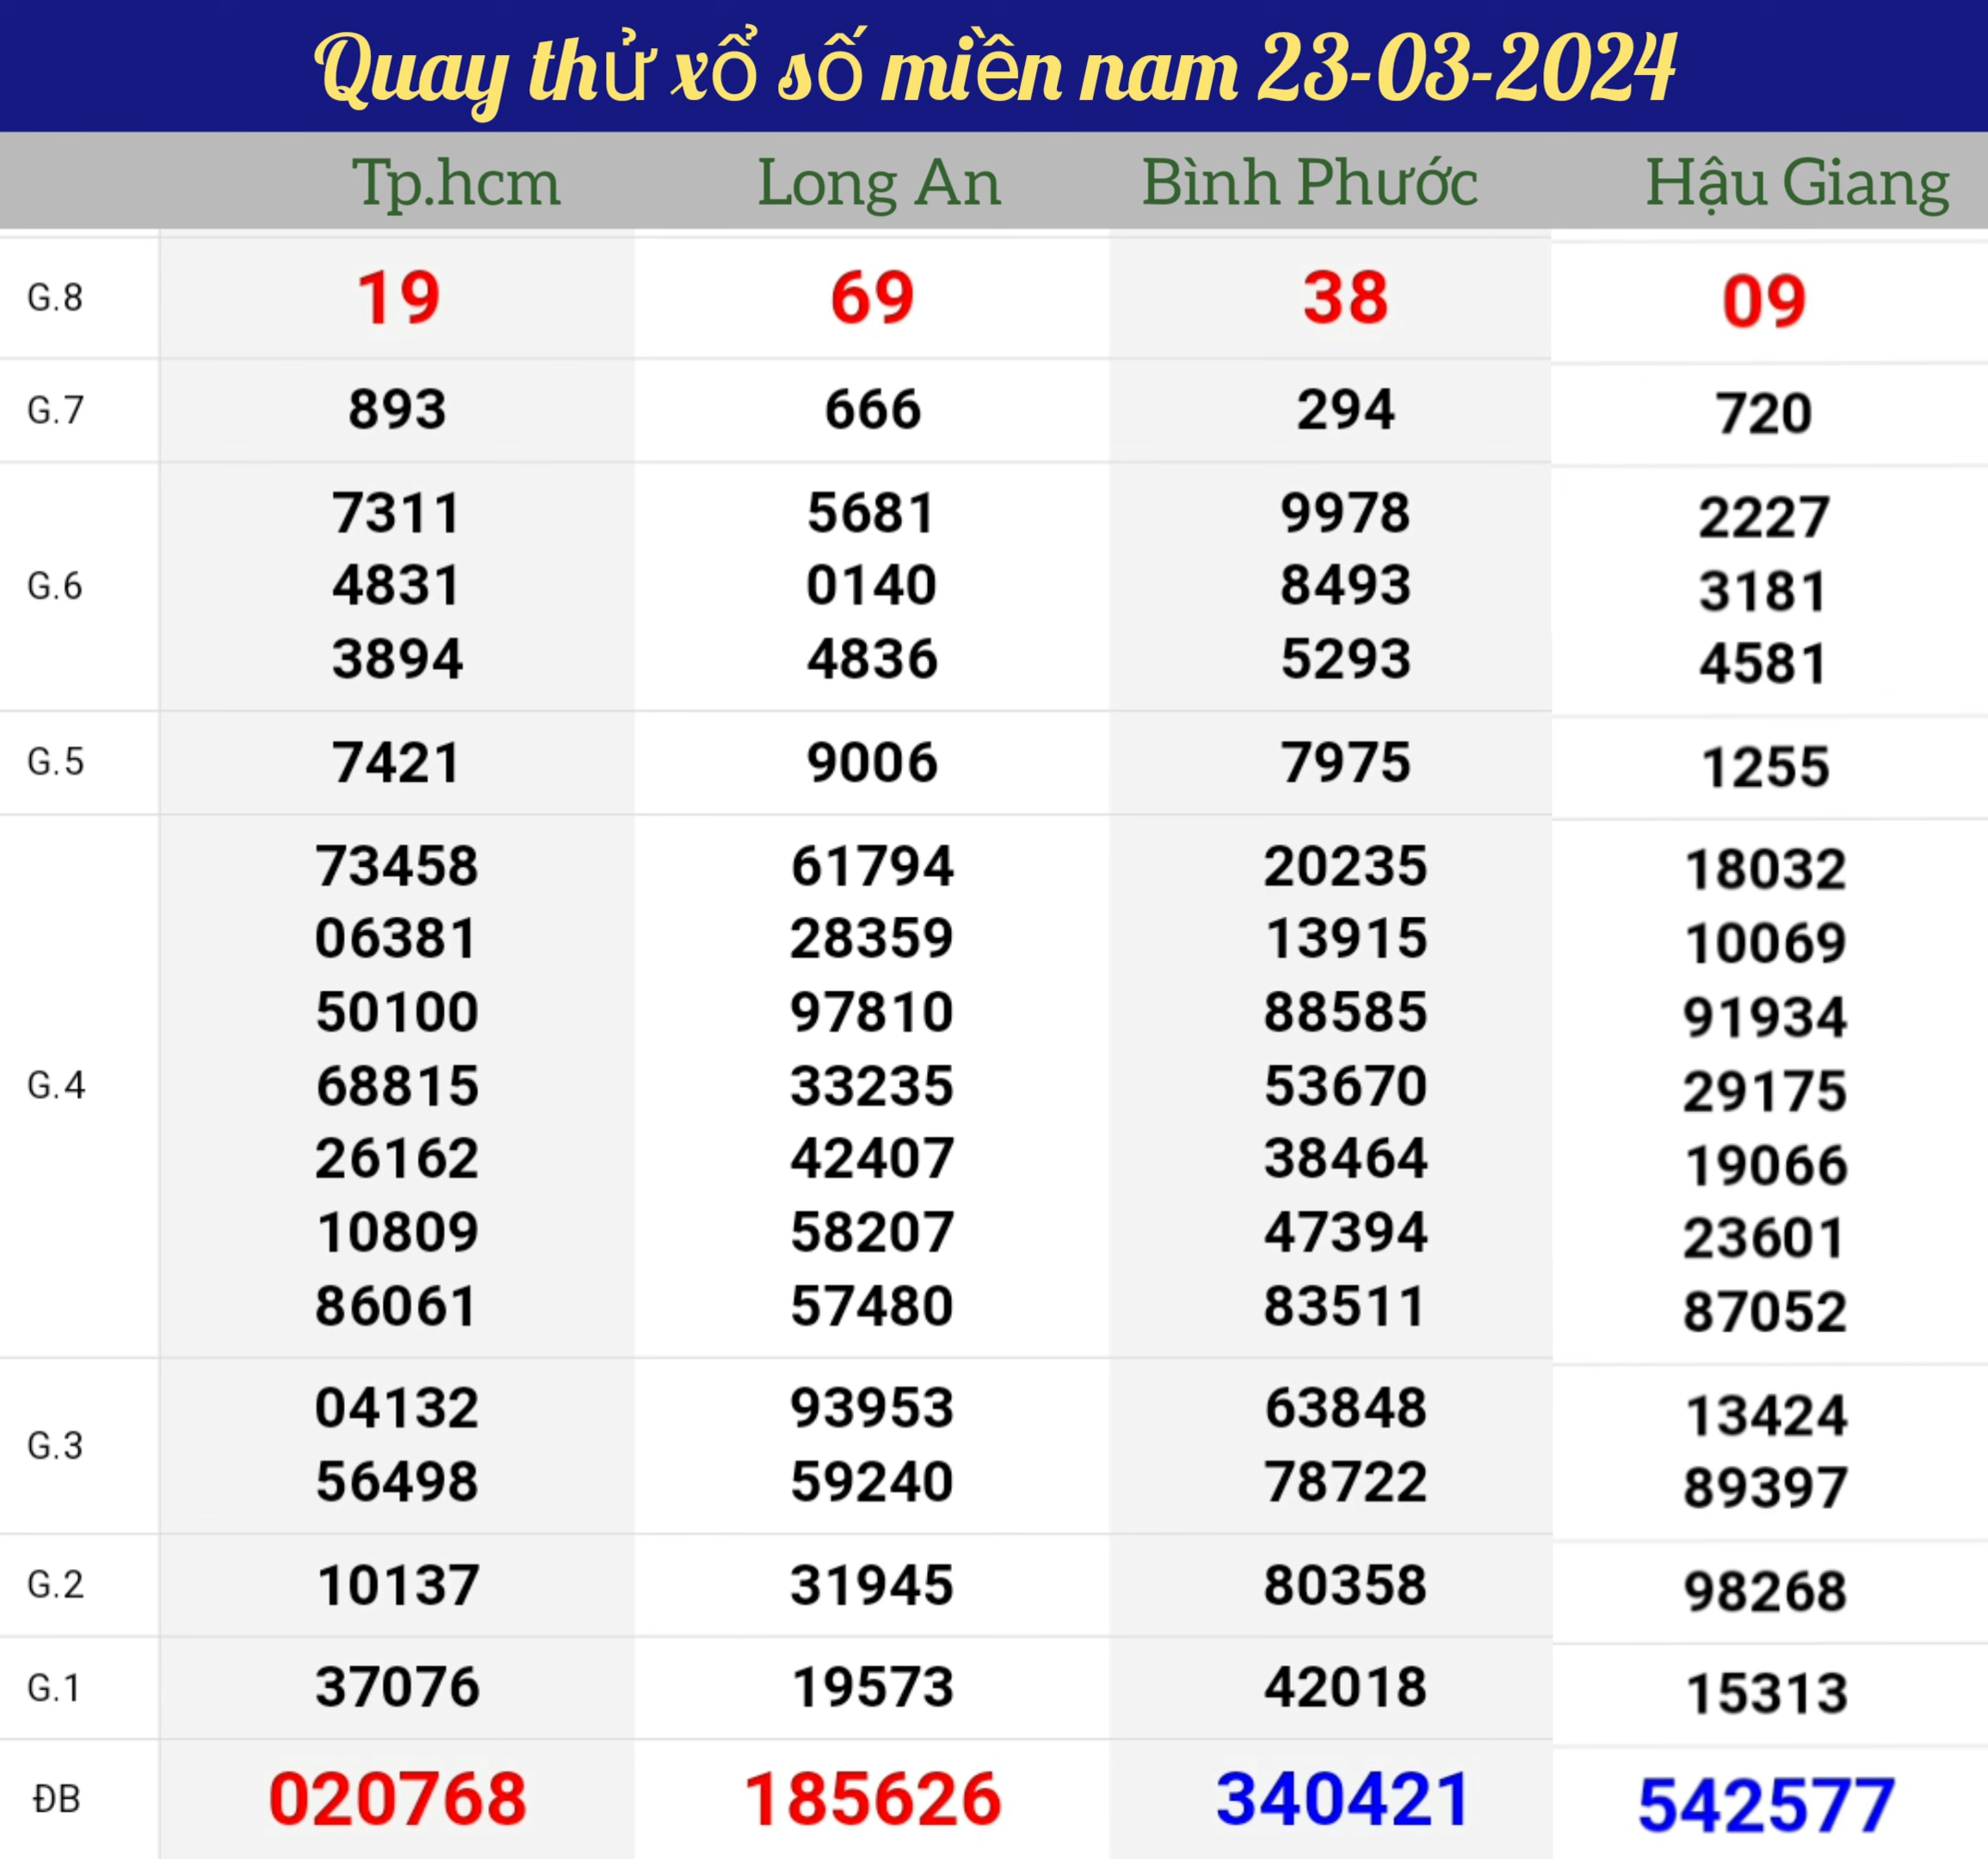 Quay thử xổ số miền nam 23-03-2024
Tp.hcm Long An Bình Phước Hậu Giang
G.8 19 69 38 09
G.7 893 666 294 720
7311 5681 9978 2227
G.6 4831 0140 8493 3181
3894 4836 5293 4581
G.5 7421 9006 7975 1255
73458 61794 20235 18032
06381 28359 13915 10069
50100 97810 88585 91934
G.4 68815 33235 53670 29175
26162 42407 38464 19066
10809 58207 47394 23601
86061 57480 83511 87052
04132 93953 63848 13424
G.3
56498 59240 78722 89397
G.2 10137 31945 80358 98268
G.1 37076 19573 42018 15313
ĐB 020768 185626 340421 542577